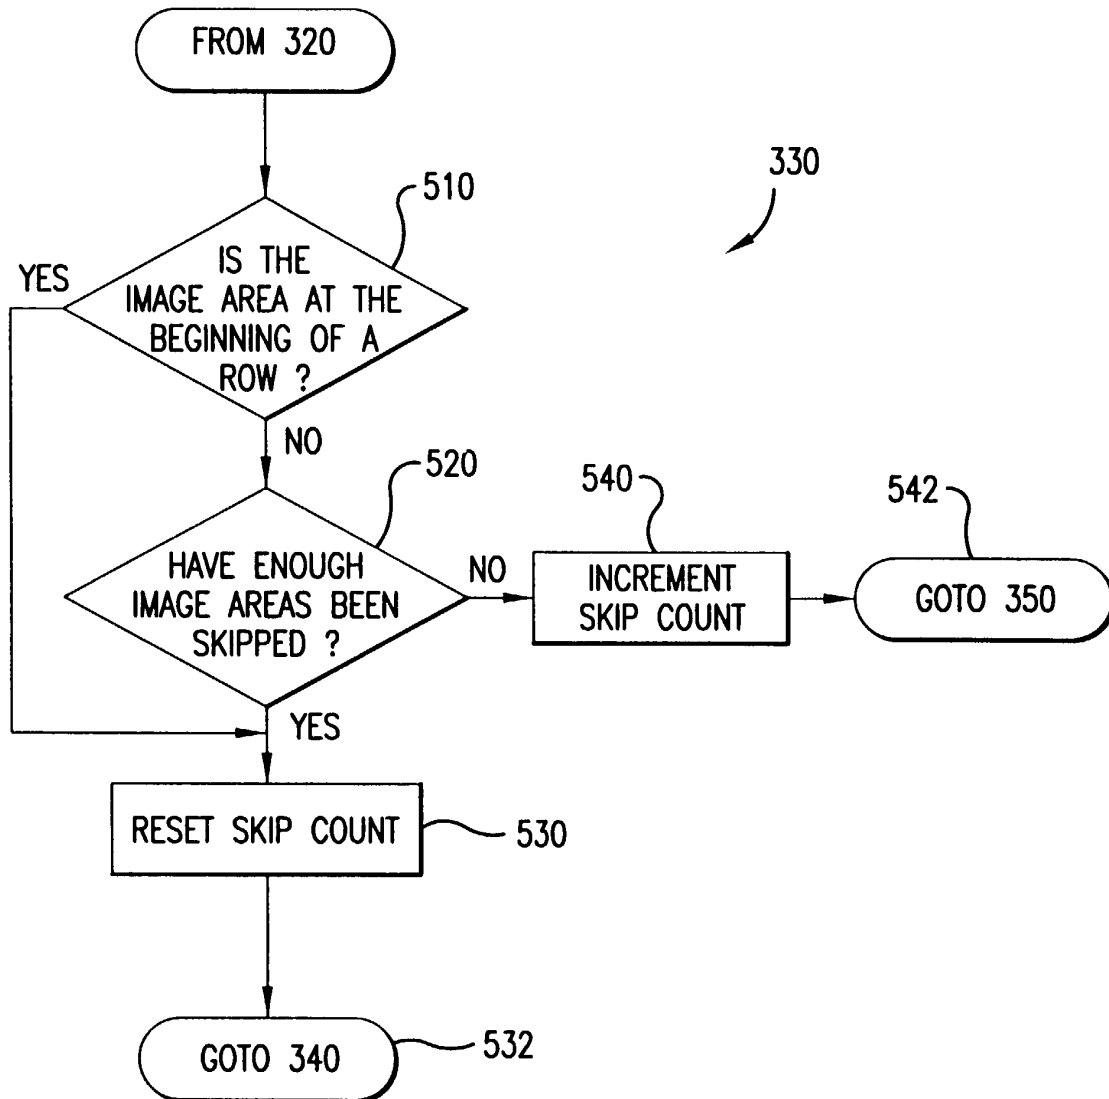 FROM 320
330
510
IS THE
IMAGE AREA AT THE
BEGINNING OF A
ROW ?
YES
NO
520
HAVE ENOUGH
IMAGE AREAS BEEN
SKIPPED ?
NO
540
INCREMENT
SKIP COUNT
542
GOTO 350
YES
RESET SKIP COUNT
530
GOTO 340
532